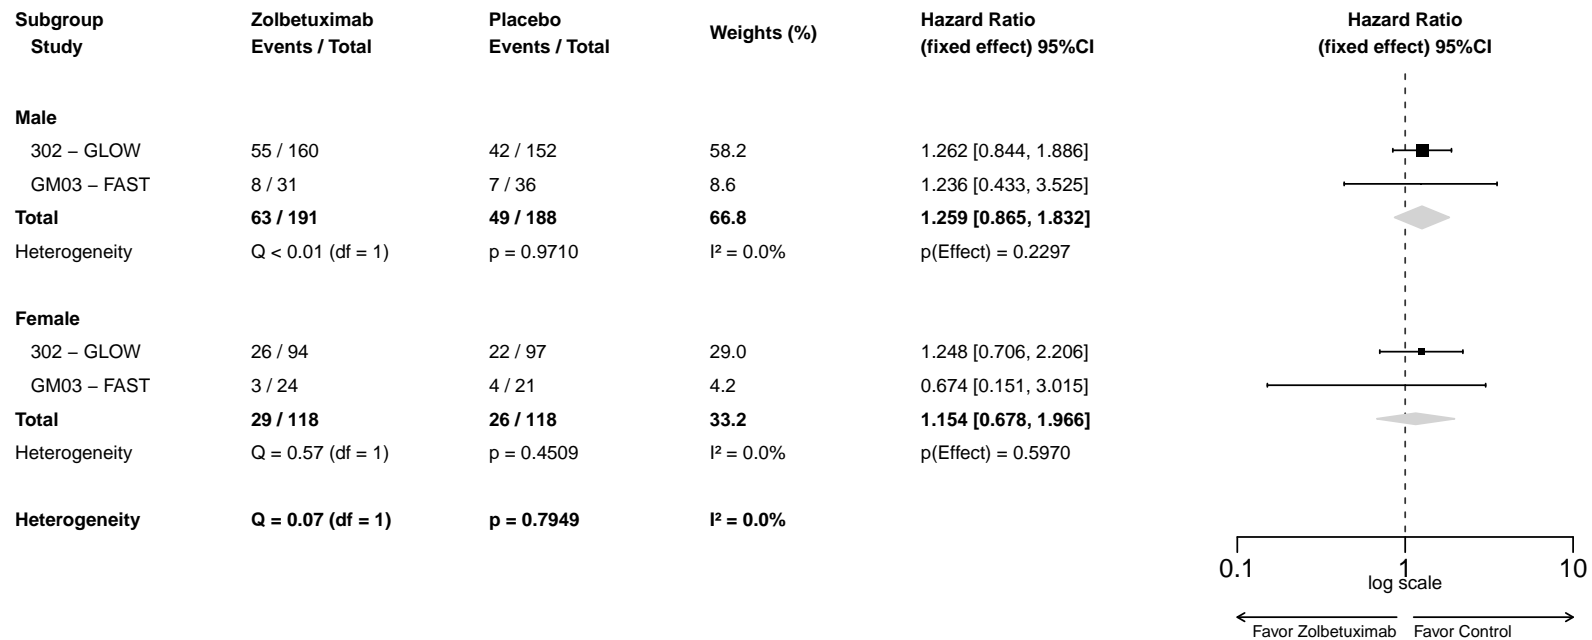 Subgroup Zolbetuximab Placebo Weights (%) Hazard Ratio Hazard Ratio
Study Events / Total Events / Total (fixed effect) 95%CI (fixed effect) 95%CI
Male
302 – GLOW 55 / 160 42 / 152 58.2 1.262 [0.844, 1.886]
GM03 – FAST 8 / 31 7 / 36 8.6 1.236 [0.433, 3.525]
Total 63 / 191 49 / 188 66.8 1.259 [0.865, 1.832]
Heterogeneity Q < 0.01 (df = 1) p = 0.9710 I² = 0.0% p(Effect) = 0.2297
Female
302 – GLOW 26 / 94 22 / 97 29.0 1.248 [0.706, 2.206]
GM03 – FAST 3 / 24 4 / 21 4.2 0.674 [0.151, 3.015]
Total 29 / 118 26 / 118 33.2 1.154 [0.678, 1.966]
Heterogeneity Q = 0.57 (df = 1) p = 0.4509 I² = 0.0% p(Effect) = 0.5970
Heterogeneity Q = 0.07 (df = 1) p = 0.7949 I² = 0.0%
0.1 1 10
log scale
Favor Zolbetuximab Favor Control